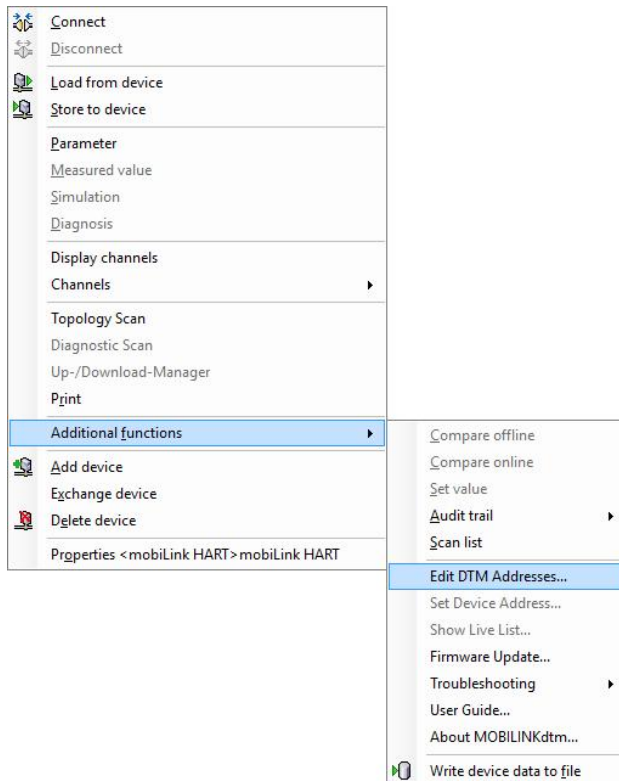 Connect
Disconnect
Load from device
Store to device
Parameter
Measured value
Simulation
Diagnosis
Display channels
Channels
Topology Scan
Diagnostic Scan
Up-/Download-Manager
Print
Additional functions
Add device
Exchange device
Delete device
Properties <mobiLink HART>mobiLink HART
Compare offline
Compare online
Set value
Audit trail
Scan list
Edit DTM Addresses...
Set Device Address...
Show Live List...
Firmware Update...
Troubleshooting
User Guide...
About MOBILINKdtm...
Write device data to file